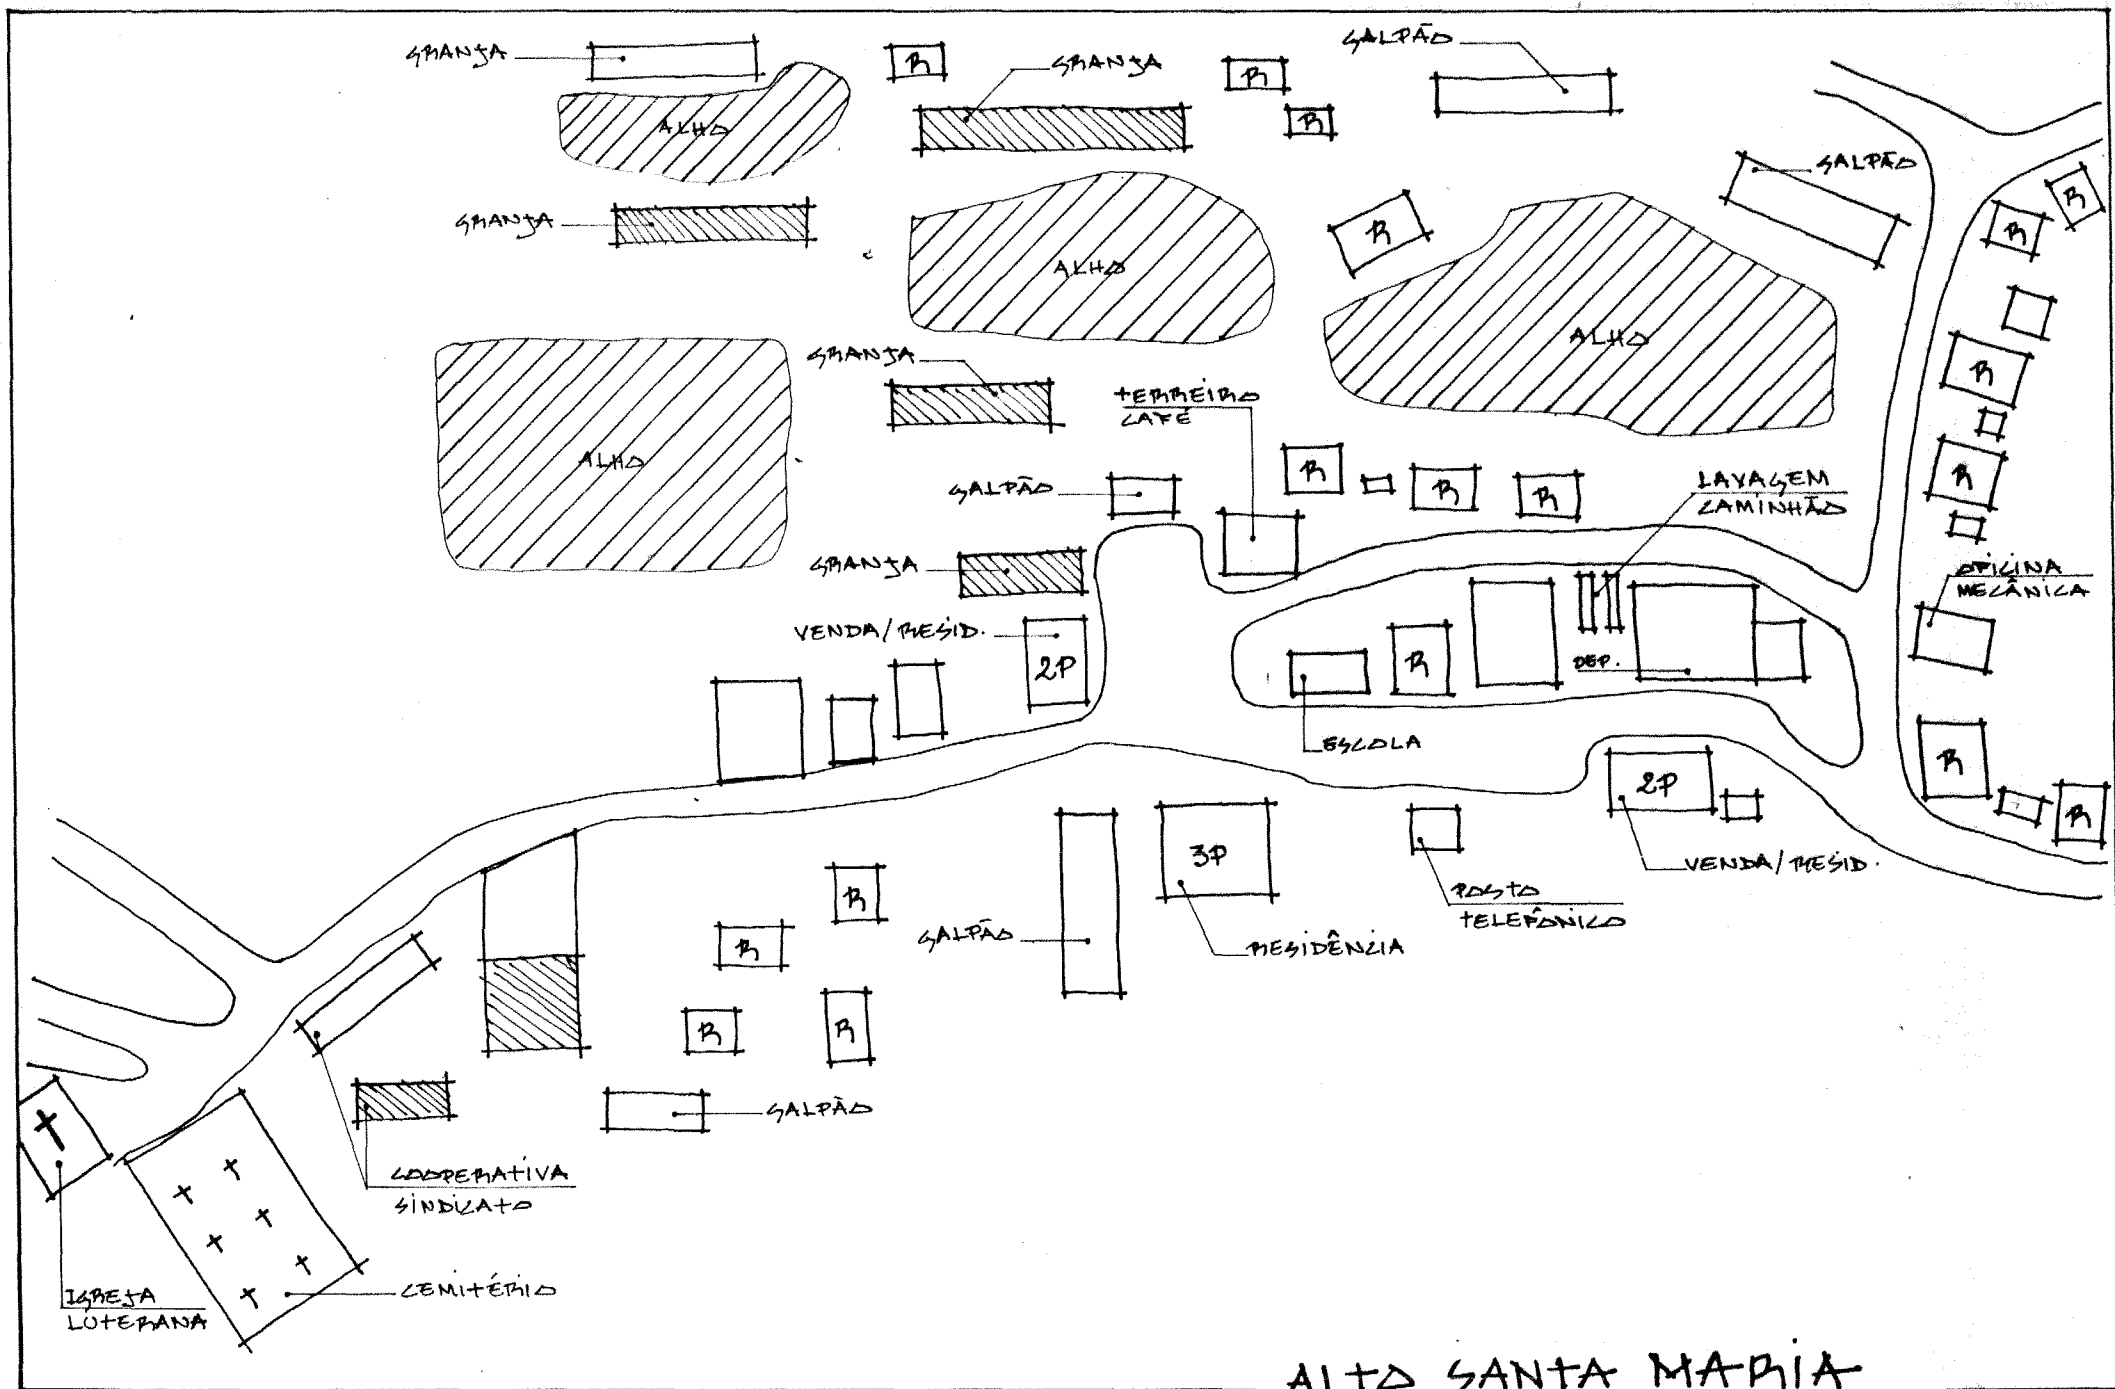 GRANJA
R
GRANJA
R
R
GALPÃO
ALHO
GALPÃO
R
R
GRANJA
R
ALHO
ALHO
GRANJA
R
TERREIRO
CAFÉ
ALHO
R
R
R
R
GALPÃO
LAVAGEM
CAMINHÃO
GRANJA
OFICINA
MECÂNICA
VENDA/RESID.
2P
R
DEP.
ESCOLA
R
2P
R
VENDA/RESID.
3P
R
R
GALPÃO
RESIDÊNCIA
POSTO
TELEFÔNICO
R
R
GALPÃO
COOPERATIVA
SINDICATO
CEMITÉRIO
IGREJA
LUTERANA
ALTO SANTA MARIA